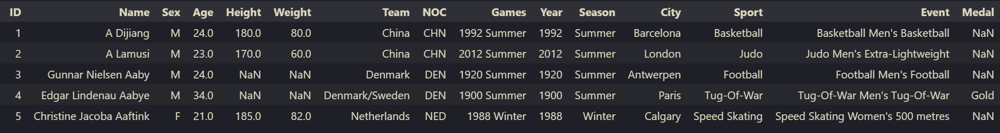 ID Name Sex Age Height Weight Team NOC Games Year Season City Sport Event Medal
1 A Dijiang M 24.0 180.0 80.0 China CHN 1992 Summer 1992 Summer Barcelona Basketball Basketball Men's Basketball NaN
2 A Lamusi M 23.0 170.0 60.0 China CHN 2012 Summer 2012 Summer London Judo Judo Men's Extra-Lightweight NaN
3 Gunnar Nielsen Aaby M 24.0 NaN NaN Denmark DEN 1920 Summer 1920 Summer Antwerpen Football Football Men's Football NaN
4 Edgar Lindenau Aabye M 34.0 NaN NaN Denmark/Sweden DEN 1900 Summer 1900 Summer Paris Tug-Of-War Tug-Of-War Men's Tug-Of-War Gold
5 Christine Jacoba Aaftink F 21.0 185.0 82.0 Netherlands NED 1988 Winter 1988 Winter Calgary Speed Skating Speed Skating Women's 500 metres NaN